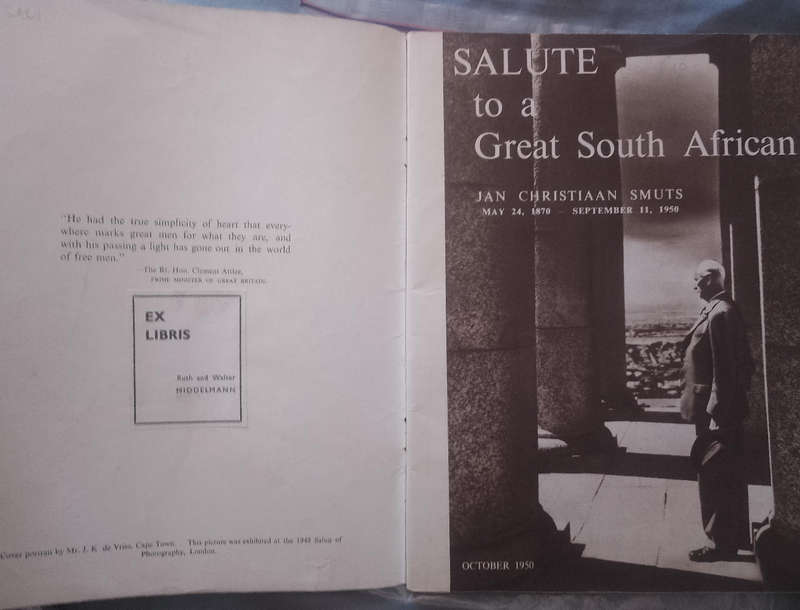 "He had the true simplicity of heart that every-
where marks great men for what they are, and
with his passing a light has gone out in the world
of free men."
—The Rt. Hon. Clement Attlee,
PRIME MINISTER OF GREAT BRITAIN.
EX
LIBRIS
Ruth and Walter
MIDDELMANN
Cover portrait by Mr. J. K. de Vries, Cape Town. This picture was exhibited at the 1948 Salon of
Photography, London.
SALUTE
to a
Great South African
JAN CHRISTIAAN SMUTS
MAY 24, 1870 — SEPTEMBER 11, 1950
OCTOBER 1950